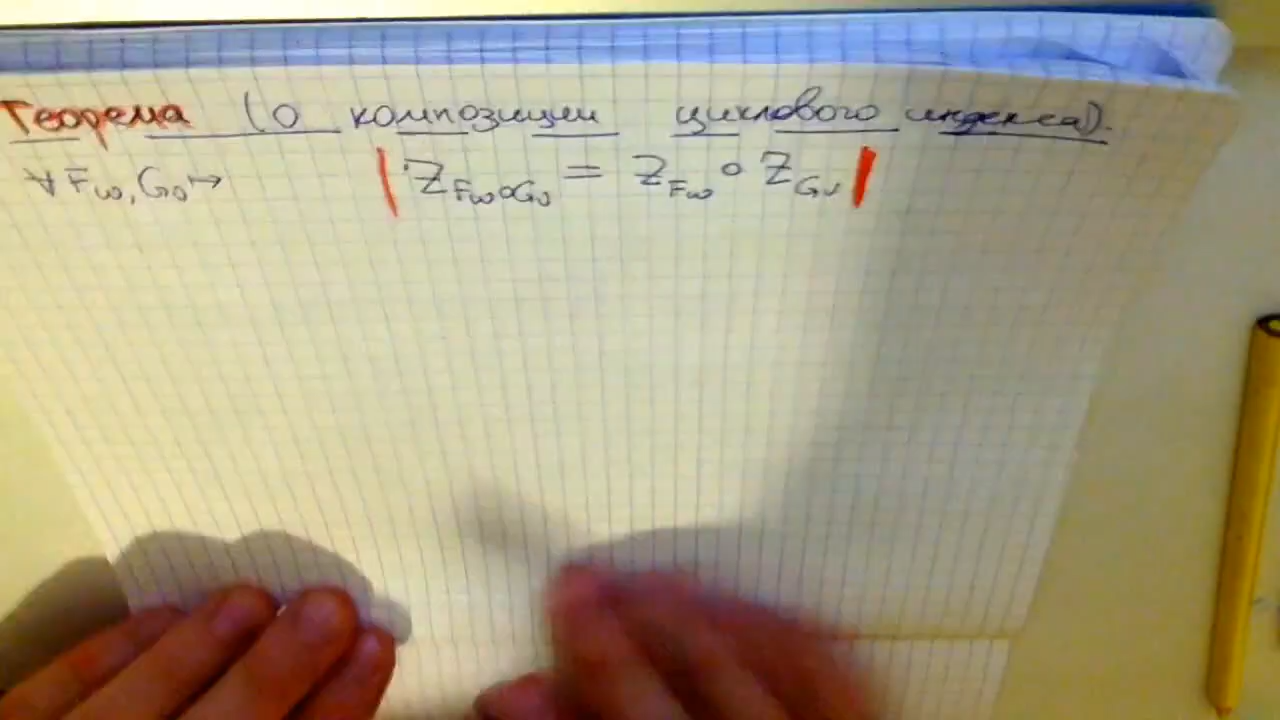 Теорема (О композиции циклового индекса).
∀ F_ω, G_υ ↦ | Z_{F_ω∘G_υ} = Z_{F_ω} ∘ Z_{G_υ} |